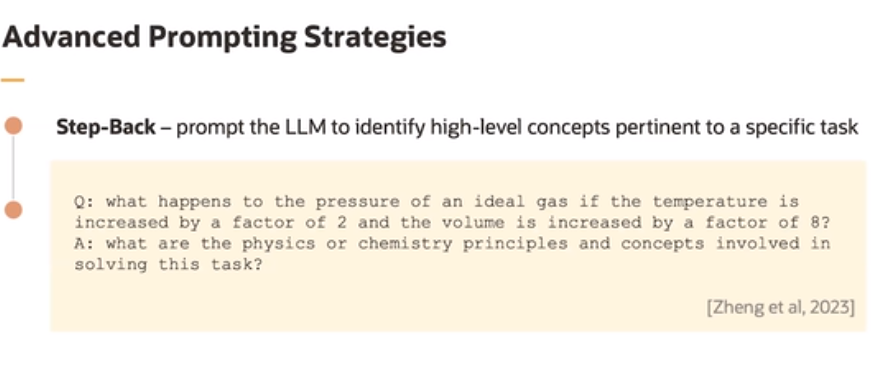 Advanced Prompting Strategies
Step-Back – prompt the LLM to identify high-level concepts pertinent to a specific task
Q: what happens to the pressure of an ideal gas if the temperature is
increased by a factor of 2 and the volume is increased by a factor of 8?
A: what are the physics or chemistry principles and concepts involved in
solving this task?
[Zheng et al, 2023]